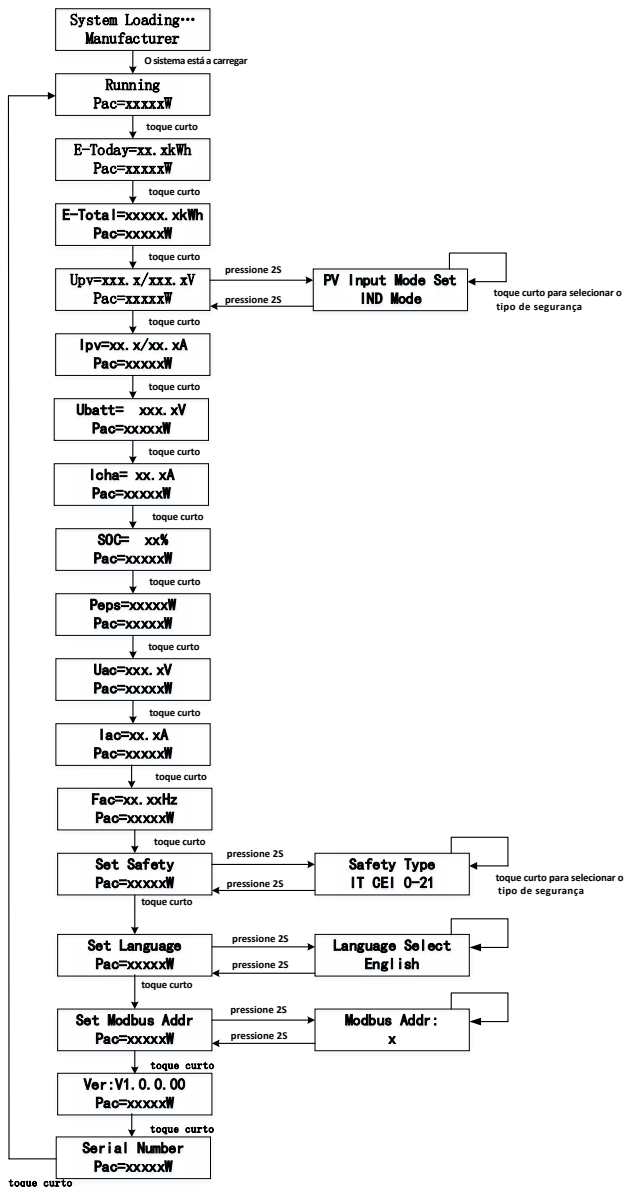 System Loading···
Manufacturer
O sistema está a carregar
Running
Pac=xxxxxW
toque curto
E-Today=xx.xkWh
Pac=xxxxxW
toque curto
E-Total=xxxxx.xkWh
Pac=xxxxxW
toque curto
Upv=xxx.x/xxx.xV
Pac=xxxxxW
pressione 2S
pressione 2S
PV Input Mode Set
IND Mode
toque curto para selecionar o
tipo de segurança
toque curto
Ipv=xx.x/xx.xA
Pac=xxxxxW
toque curto
Ubatt= xxx.xV
Pac=xxxxxW
toque curto
Icha= xx.xA
Pac=xxxxxW
toque curto
SOC= xx%
Pac=xxxxxW
toque curto
Peps=xxxxxW
Pac=xxxxxW
toque curto
Uac=xxx.xV
Pac=xxxxxW
toque curto
Iac=xx.xA
Pac=xxxxxW
toque curto
Fac=xx.xxHz
Pac=xxxxxW
toque curto
Set Safety
Pac=xxxxxW
pressione 2S
pressione 2S
Safety Type
IT CEI 0-21
toque curto para selecionar o
tipo de segurança
toque curto
Set Language
Pac=xxxxxW
pressione 2S
pressione 2S
Language Select
English
toque curto
Set Modbus Addr
Pac=xxxxxW
pressione 2S
pressione 2S
Modbus Addr:
x
toque curto
Ver:V1.0.0.00
Pac=xxxxxW
toque curto
Serial Number
Pac=xxxxxW
toque curto